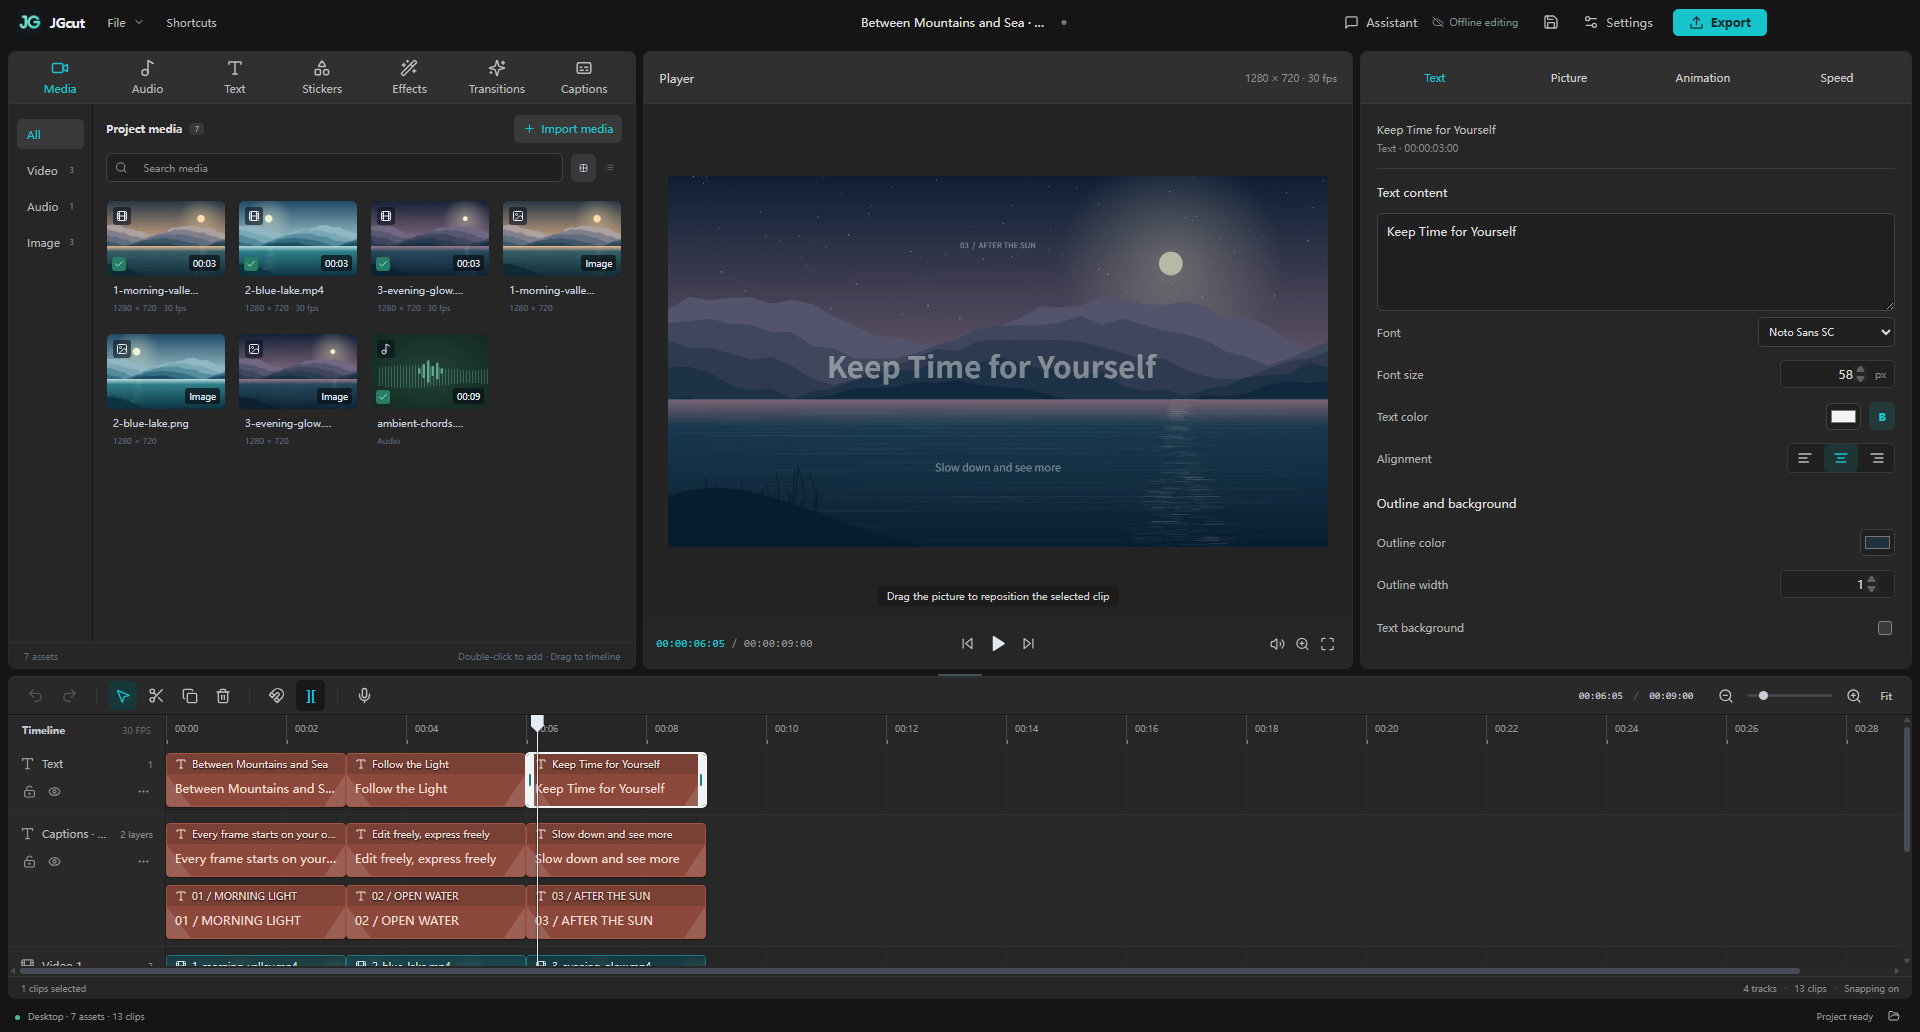 JG JGcut File Shortcuts
Between Mountains and Sea · ...
Assistant Offline editing Settings Export
Media Audio Text Stickers Effects Transitions Captions
All
Video 3
Audio 1
Image 3
Project media 7
Import media
Search media
00:03 00:03 00:03 Image
1-morning-valle... 2-blue-lake.mp4 3-evening-glow.... 1-morning-valle...
1280 × 720 · 30 fps 1280 × 720 · 30 fps 1280 × 720 · 30 fps 1280 × 720
Image Image 00:09
2-blue-lake.png 3-evening-glow.... ambient-chords....
1280 × 720 1280 × 720 Audio
7 assets Double-click to add · Drag to timeline
Player 1280 × 720 · 30 fps
03 / AFTER THE SUN
Keep Time for Yourself
Slow down and see more
Drag the picture to reposition the selected clip
00:00:06:05 / 00:00:09:00
Text Picture Animation Speed
Keep Time for Yourself
Text · 00:00:03:00
Text content
Keep Time for Yourself
Font Noto Sans SC
Font size 58 px
Text color B
Alignment
Outline and background
Outline color
Outline width 1
Text background
00:06:05 / 00:09:00 Fit
Timeline 30 FPS
00:00 00:02 00:04 00:06 00:08 00:10 00:12 00:14 00:16 00:18 00:20 00:22 00:24 00:26 00:28
Text 1
Between Mountains and Sea Follow the Light Keep Time for Yourself
Between Mountains and S... Follow the Light Keep Time for Yourself
Captions · ... 2 layers
Every frame starts on your o... Edit freely, express freely Slow down and see more
Every frame starts on your... Edit freely, express freely Slow down and see more
01 / MORNING LIGHT 02 / OPEN WATER 03 / AFTER THE SUN
01 / MORNING LIGHT 02 / OPEN WATER 03 / AFTER THE SUN
Video 1 3 1-morning-valley.mp4 2-blue-lake.mp4 3-evening-glow.mp4
1 clips selected 4 tracks · 13 clips · Snapping on
Desktop · 7 assets · 13 clips Project ready